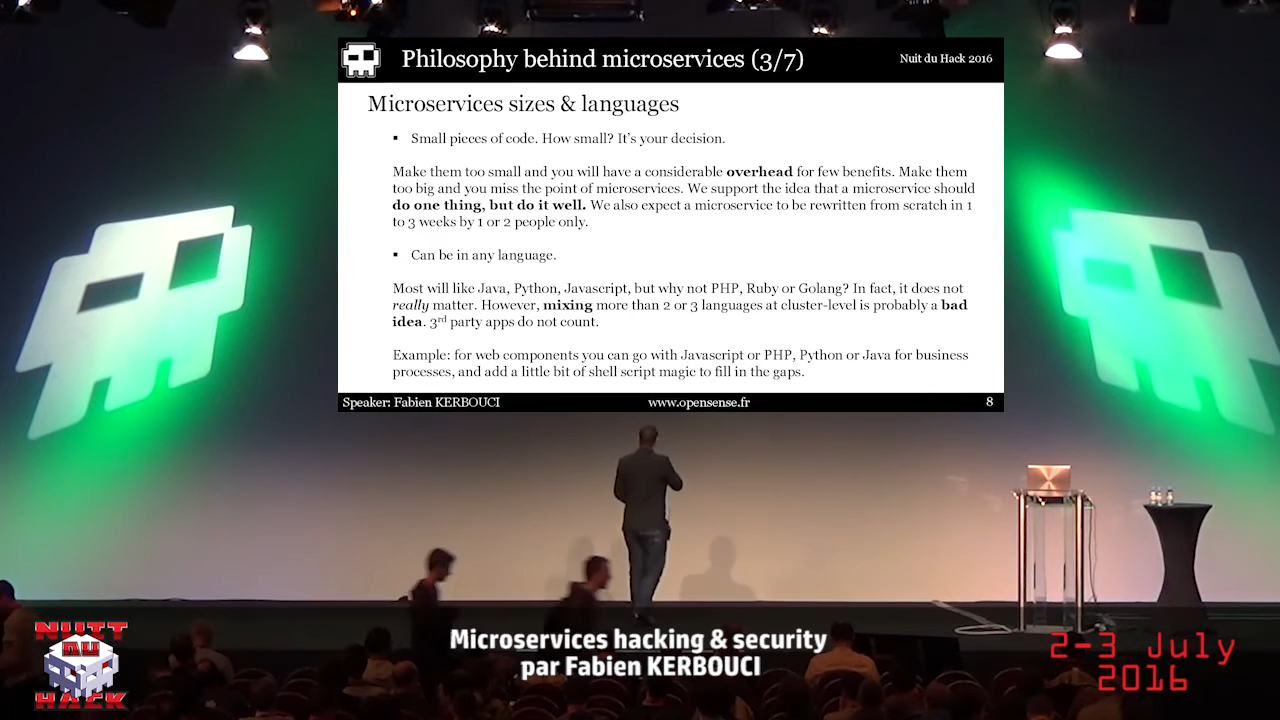 Philosophy behind microservices (3/7)
Nuit du Hack 2016
Microservices sizes & languages
▪ Small pieces of code. How small? It's your decision.
Make them too small and you will have a considerable overhead for few benefits. Make them
too big and you miss the point of microservices. We support the idea that a microservice should
do one thing, but do it well. We also expect a microservice to be rewritten from scratch in 1
to 3 weeks by 1 or 2 people only.
▪ Can be in any language.
Most will like Java, Python, Javascript, but why not PHP, Ruby or Golang? In fact, it does not
really matter. However, mixing more than 2 or 3 languages at cluster-level is probably a bad
idea. 3rd party apps do not count.
Example: for web components you can go with Javascript or PHP, Python or Java for business
processes, and add a little bit of shell script magic to fill in the gaps.
Speaker: Fabien KERBOUCI
www.opensense.fr
8
NUIT
DU
HACK
Microservices hacking & security
par Fabien KERBOUCI
2-3 July
2016